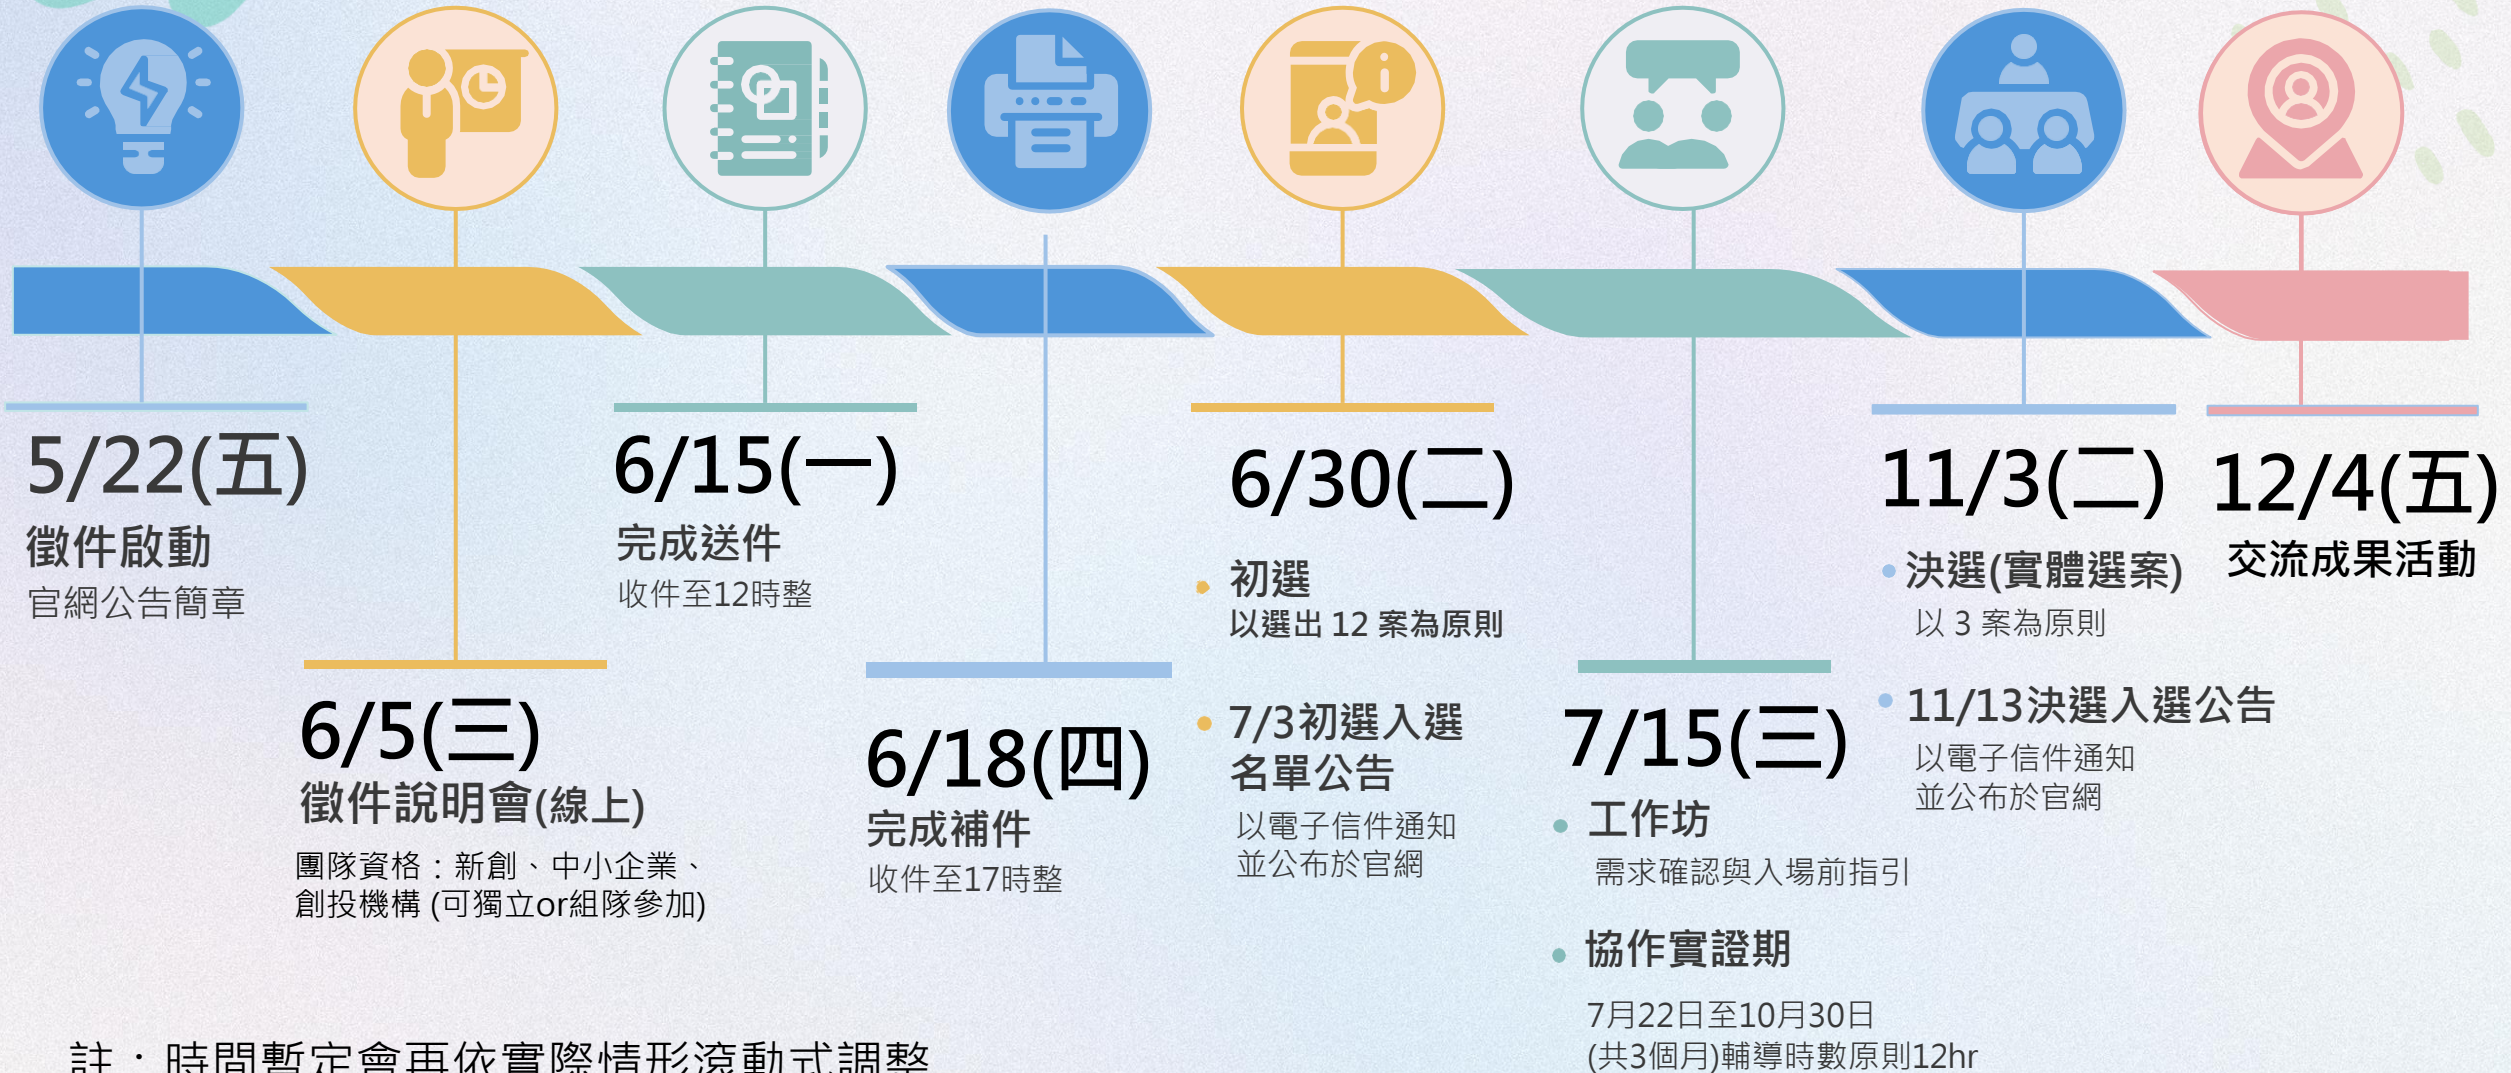 5/22(五)
徵件啟動
官網公告簡章
6/5(三)
徵件說明會(線上)
團隊資格：新創、中小企業、
創投機構 (可獨立or組隊參加)
6/15(一)
完成送件
收件至12時整
6/18(四)
完成補件
收件至17時整
6/30(二)
初選
以選出 12 案為原則
7/3初選入選
名單公告
以電子信件通知
並公布於官網
7/15(三)
工作坊
需求確認與入場前指引
協作實證期
7月22日至10月30日
(共3個月)輔導時數原則12hr
11/3(二)
決選(實體選案)
以 3 案為原則
11/13決選入選公告
以電子信件通知
並公布於官網
12/4(五)
交流成果活動
註：時間暫定會再依實際情形滾動式調整